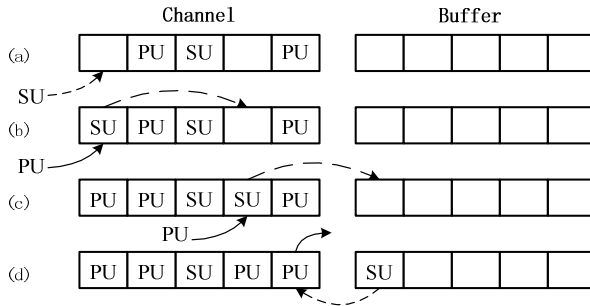 Channel Buffer
(a) PU SU PU
SU
(b) SU PU SU PU
PU
(c) PU PU SU SU PU
PU
(d) PU PU SU PU PU SU